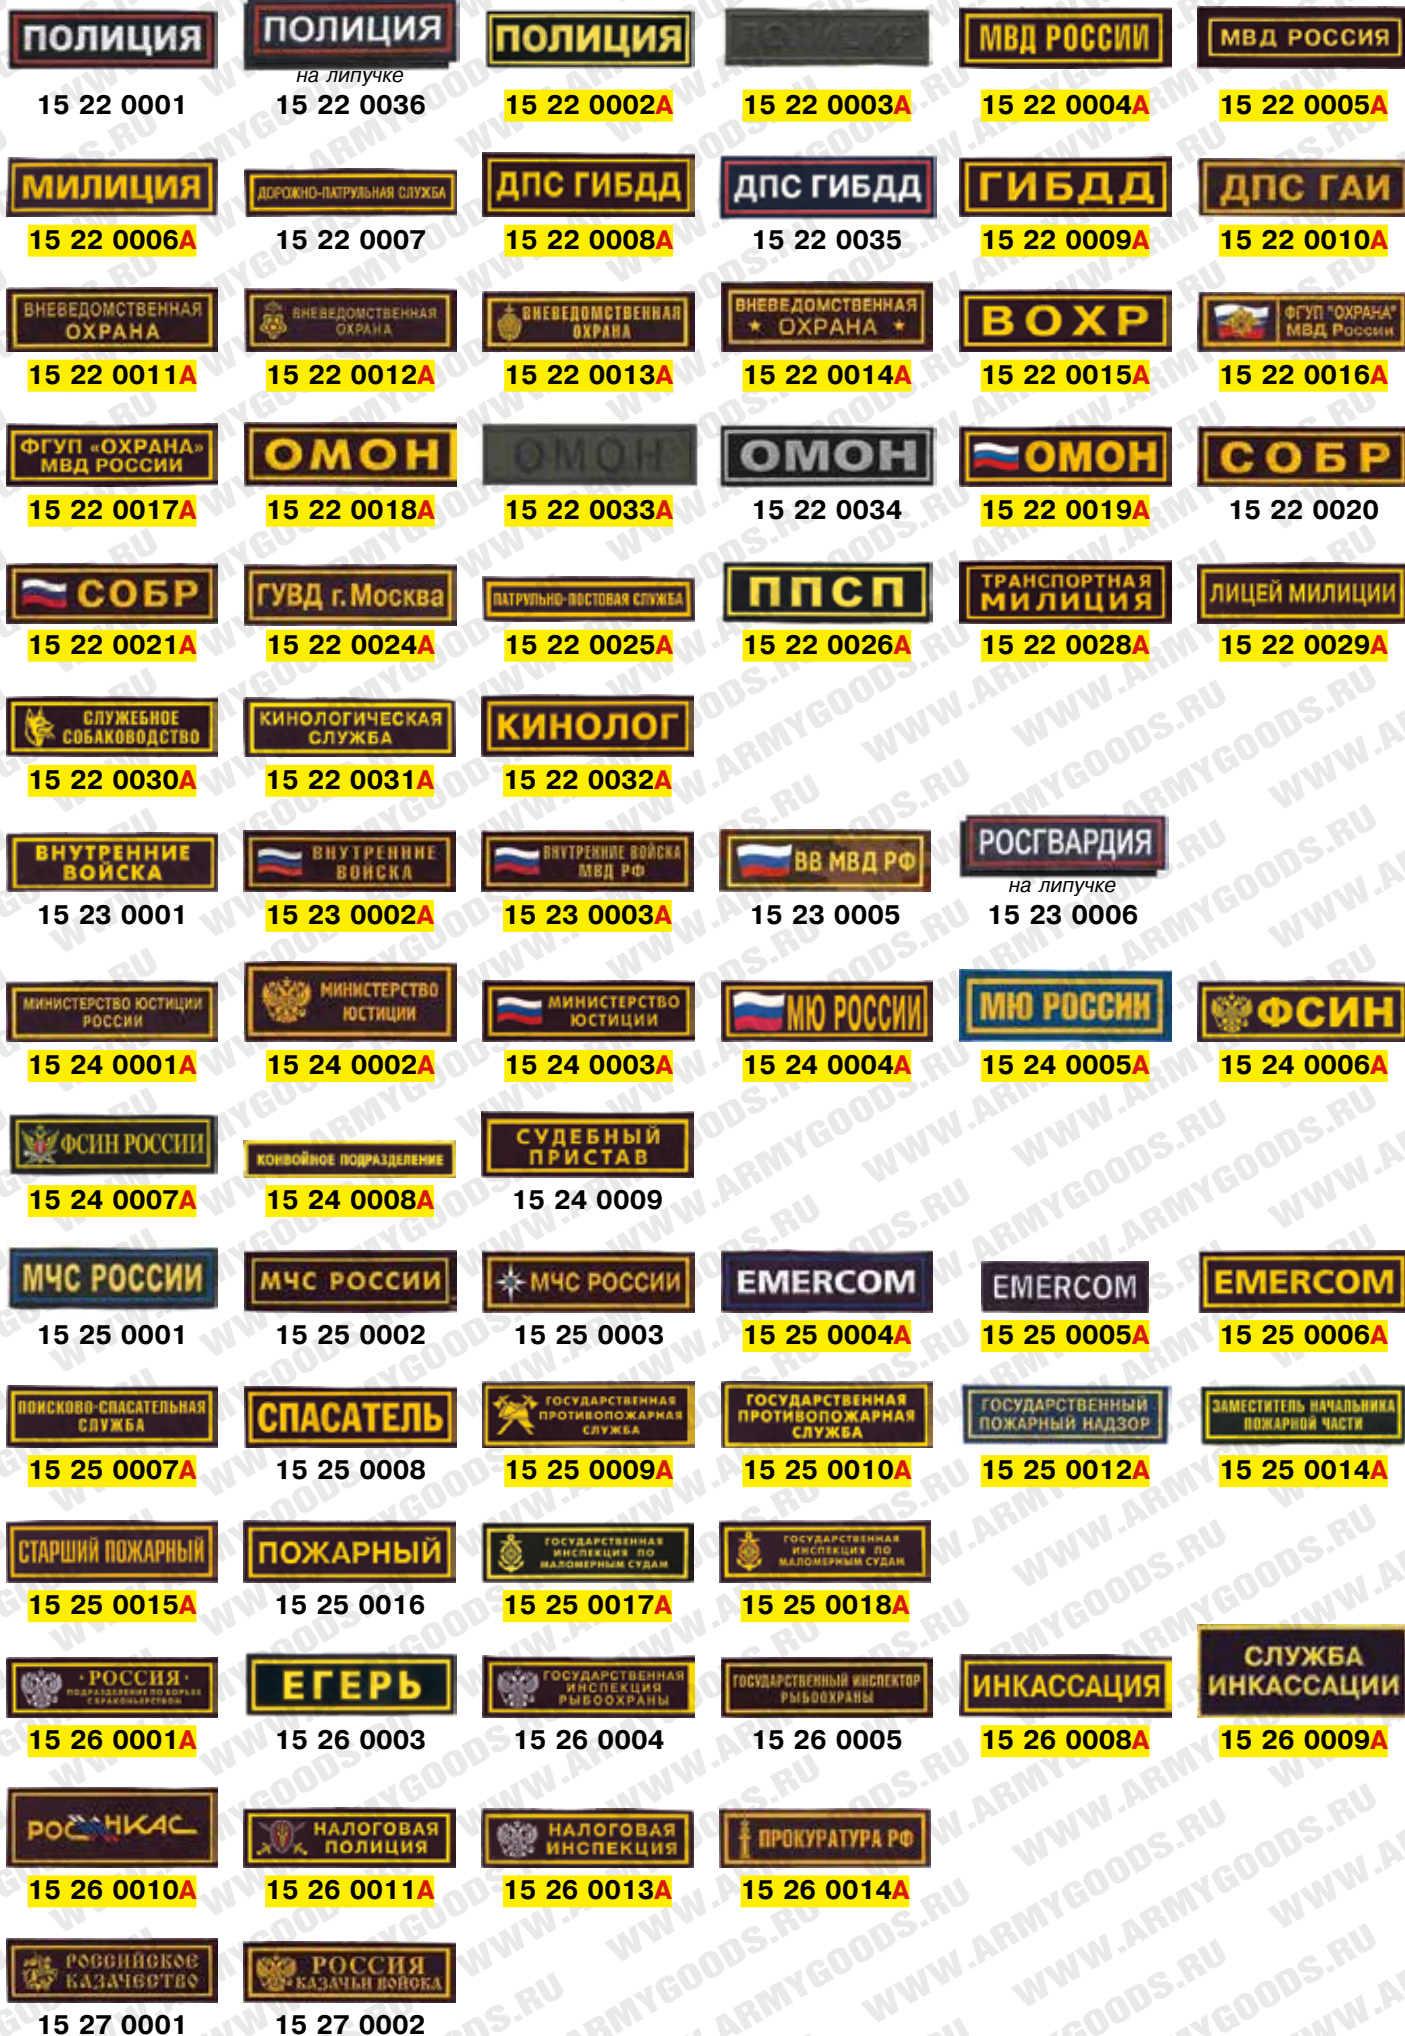 ПОЛИЦИЯ
15 22 0001
ПОЛИЦИЯ
на липучке
15 22 0036
ПОЛИЦИЯ
15 22 0002А
15 22 0003А
МВД РОССИИ
15 22 0004А
МВД РОССИЯ
15 22 0005А
МИЛИЦИЯ
15 22 0006А
ДОРОЖНО-ПАТРУЛЬНАЯ СЛУЖБА
15 22 0007
ДПС ГИБДД
15 22 0008А
ДПС ГИБДД
15 22 0035
ГИБДД
15 22 0009А
ДПС ГАИ
15 22 0010А
ВНЕВЕДОМСТВЕННАЯ
ОХРАНА
15 22 0011А
ВНЕВЕДОМСТВЕННАЯ
ОХРАНА
15 22 0012А
ВНЕВЕДОМСТВЕННАЯ
ОХРАНА
15 22 0013А
ВНЕВЕДОМСТВЕННАЯ
ОХРАНА
15 22 0014А
ВОХР
15 22 0015А
ФГУП "ОХРАНА"
МВД России
15 22 0016А
ФГУП «ОХРАНА»
МВД РОССИИ
15 22 0017А
ОМОН
15 22 0018А
ОМОН
15 22 0033А
ОМОН
15 22 0034
ОМОН
15 22 0019А
СОБР
15 22 0020
СОБР
15 22 0021А
ГУВД г. Москва
15 22 0024А
ПАТРУЛЬНО-ПОСТОВАЯ СЛУЖБА
15 22 0025А
ППСП
15 22 0026А
ТРАНСПОРТНАЯ
МИЛИЦИЯ
15 22 0028А
ЛИЦЕЙ МИЛИЦИИ
15 22 0029А
СЛУЖЕБНОЕ
СОБАКОВОДСТВО
15 22 0030А
КИНОЛОГИЧЕСКАЯ
СЛУЖБА
15 22 0031А
КИНОЛОГ
15 22 0032А
ВНУТРЕННИЕ
ВОЙСКА
15 23 0001
ВНУТРЕННИЕ
ВОЙСКА
15 23 0002А
ВНУТРЕННИЕ ВОЙСКА
МВД РФ
15 23 0003А
ВВ МВД РФ
15 23 0005
РОСГВАРДИЯ
на липучке
15 23 0006
МИНИСТЕРСТВО ЮСТИЦИИ
РОССИИ
15 24 0001А
МИНИСТЕРСТВО
ЮСТИЦИИ
15 24 0002А
МИНИСТЕРСТВО
ЮСТИЦИИ
15 24 0003А
МЮ РОССИИ
15 24 0004А
МЮ РОССИИ
15 24 0005А
ФСИН
15 24 0006А
ФСИН РОССИИ
15 24 0007А
КОНВОЙНОЕ ПОДРАЗДЕЛЕНИЕ
15 24 0008А
СУДЕБНЫЙ
ПРИСТАВ
15 24 0009
МЧС РОССИИ
15 25 0001
МЧС РОССИИ
15 25 0002
МЧС РОССИИ
15 25 0003
EMERCOM
15 25 0004А
EMERCOM
15 25 0005А
EMERCOM
15 25 0006А
ПОИСКОВО-СПАСАТЕЛЬНАЯ
СЛУЖБА
15 25 0007А
СПАСАТЕЛЬ
15 25 0008
ГОСУДАРСТВЕННАЯ
ПРОТИВОПОЖАРНАЯ
СЛУЖБА
15 25 0009А
ГОСУДАРСТВЕННАЯ
ПРОТИВОПОЖАРНАЯ
СЛУЖБА
15 25 0010А
ГОСУДАРСТВЕННЫЙ
ПОЖАРНЫЙ НАДЗОР
15 25 0012А
ЗАМЕСТИТЕЛЬ НАЧАЛЬНИКА
ПОЖАРНОЙ ЧАСТИ
15 25 0014А
СТАРШИЙ ПОЖАРНЫЙ
15 25 0015А
ПОЖАРНЫЙ
15 25 0016
ГОСУДАРСТВЕННАЯ
ИНСПЕКЦИЯ ПО
МАЛОМЕРНЫМ СУДАМ
15 25 0017А
ГОСУДАРСТВЕННАЯ
ИНСПЕКЦИЯ ПО
МАЛОМЕРНЫМ СУДАМ
15 25 0018А
· РОССИЯ ·
ПОДРАЗДЕЛЕНИЕ ПО БОРЬБЕ
С БРАКОНЬЕРСТВОМ
15 26 0001А
ЕГЕРЬ
15 26 0003
ГОСУДАРСТВЕННАЯ
ИНСПЕКЦИЯ
РЫБООХРАНЫ
15 26 0004
ГОСУДАРСТВЕННЫЙ ИНСПЕКТОР
РЫБООХРАНЫ
15 26 0005
ИНКАССАЦИЯ
15 26 0008А
СЛУЖБА
ИНКАССАЦИИ
15 26 0009А
15 26 0010А
НАЛОГОВАЯ
ПОЛИЦИЯ
15 26 0011А
НАЛОГОВАЯ
ИНСПЕКЦИЯ
15 26 0013А
ПРОКУРАТУРА РФ
15 26 0014А
РОССИЙСКОЕ
КАЗАЧЕСТВО
15 27 0001
РОССИЯ
КАЗАЧЬИ ВОЙСКА
15 27 0002
WWW.ARMYGOODS.RU